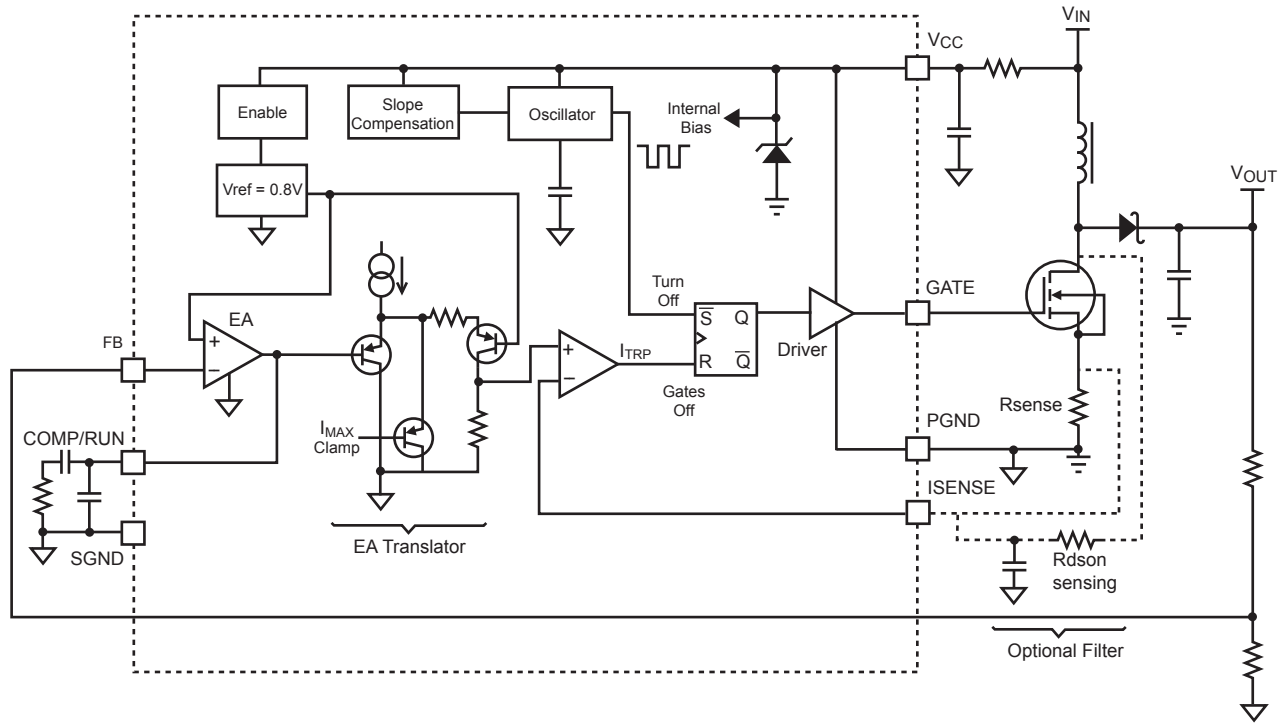 VIN
VCC
Enable
Slope
Compensation
Oscillator
Internal
Bias
Vref = 0.8V
VOUT
EA
FB
Turn
Off
S̅ Q
R Q̅
Driver
GATE
ITRP
Gates
Off
Rsense
COMP/RUN
IMAX
Clamp
PGND
ISENSE
SGND
EA Translator
Rdson
sensing
Optional Filter